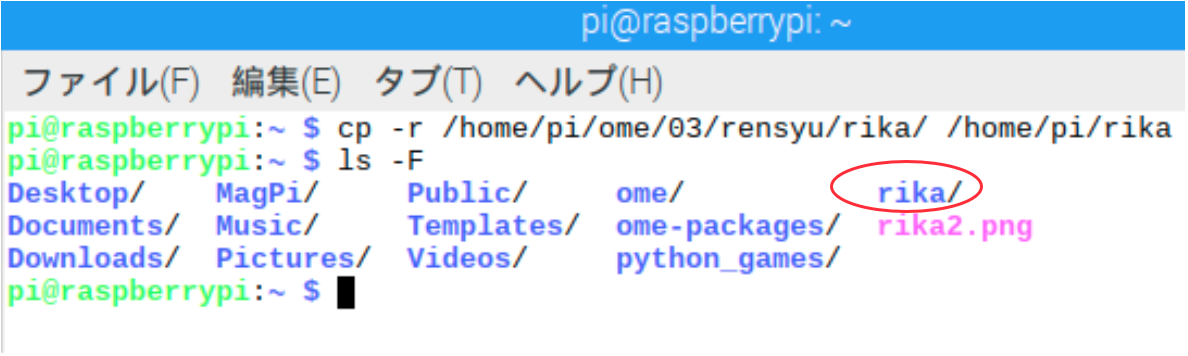 pi@raspberrypi: ~
ファイル(F) 編集(E) タブ(T) ヘルプ(H)
pi@raspberrypi:~ $ cp -r /home/pi/ome/03/rensyu/rika/ /home/pi/rika
pi@raspberrypi:~ $ ls -F
Desktop/ MagPi/ Public/ ome/ rika/
Documents/ Music/ Templates/ ome-packages/ rika2.png
Downloads/ Pictures/ Videos/ python_games/
pi@raspberrypi:~ $